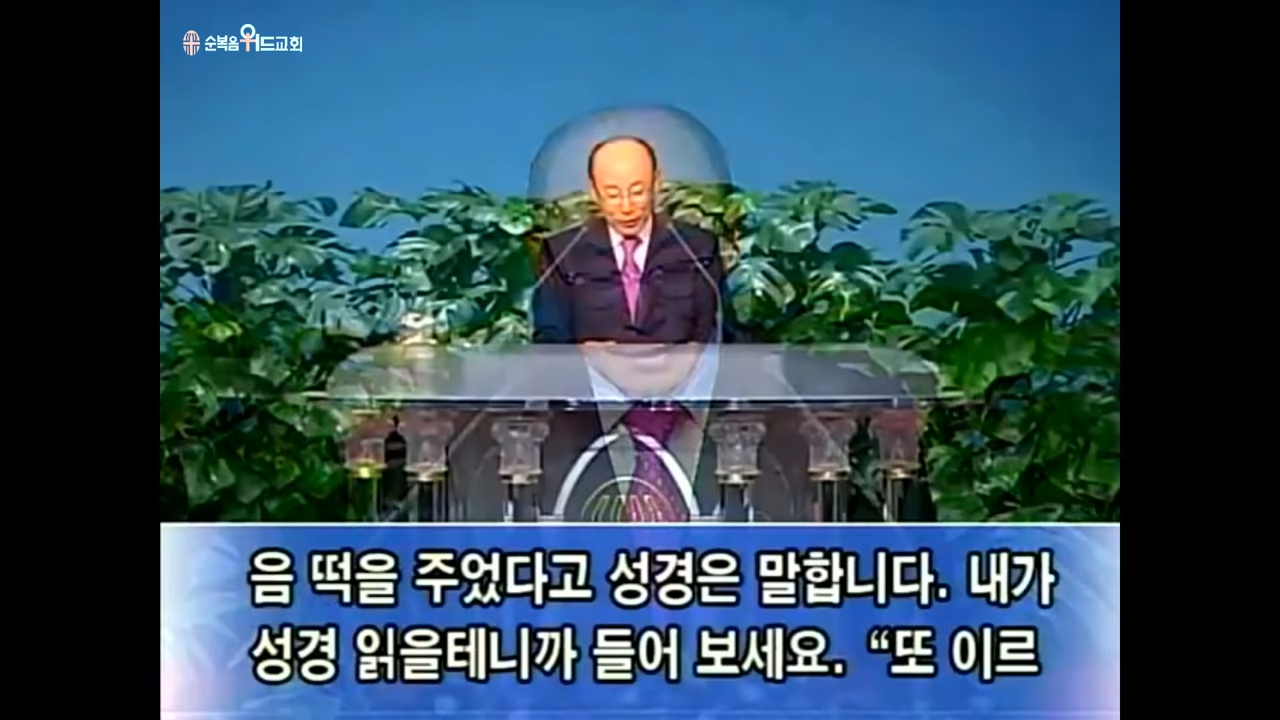 순복음워드교회
음 떡을 주었다고 성경은 말합니다. 내가
성경 읽을테니까 들어 보세요. “또 이르